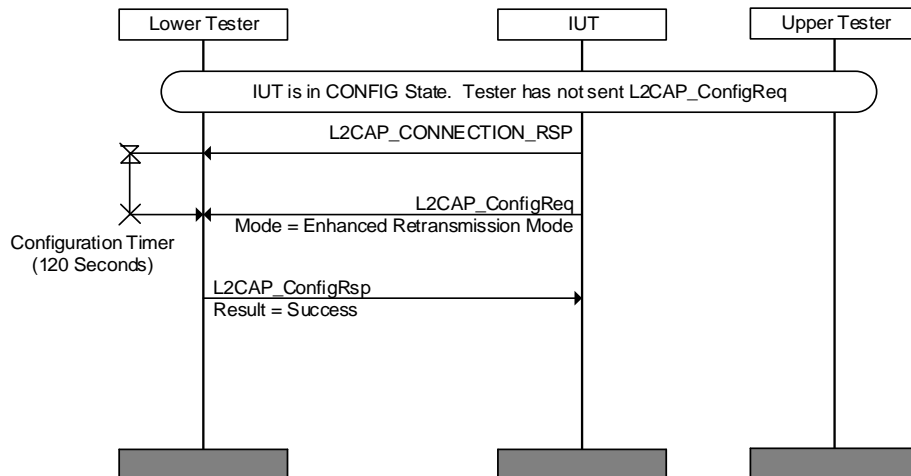 Lower Tester
IUT
Upper Tester
IUT is in CONFIG State. Tester has not sent L2CAP_ConfigReq
L2CAP_CONNECTION_RSP
L2CAP_ConfigReq
Mode = Enhanced Retransmission Mode
Configuration Timer
(120 Seconds)
L2CAP_ConfigRsp
Result = Success